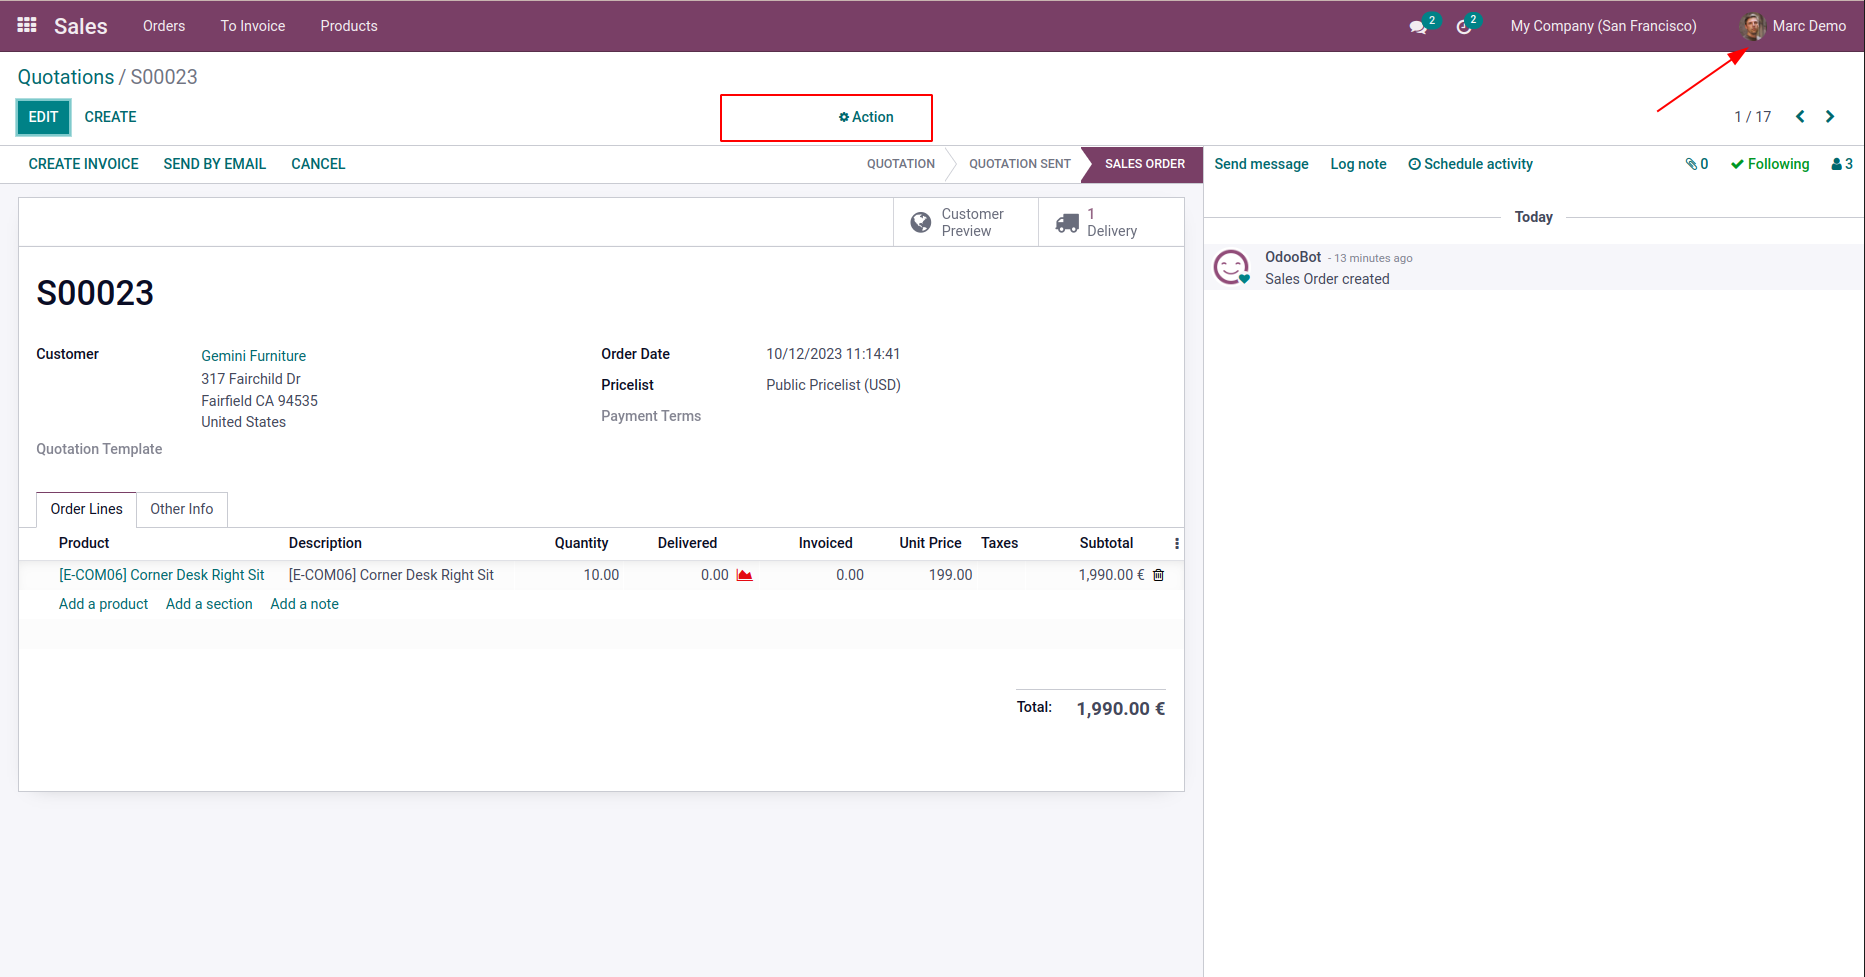 Sales Orders To Invoice Products 2 2 My Company (San Francisco) Marc Demo
Quotations / S00023
EDIT CREATE Action 1 / 17
CREATE INVOICE SEND BY EMAIL CANCEL QUOTATION QUOTATION SENT SALES ORDER Send message Log note Schedule activity 0 Following 3
Customer Preview
1 Delivery
Today
OdooBot - 13 minutes ago
Sales Order created
S00023
Customer Gemini Furniture
317 Fairchild Dr
Fairfield CA 94535
United States
Order Date 10/12/2023 11:14:41
Pricelist Public Pricelist (USD)
Payment Terms
Quotation Template
Order Lines Other Info
Product Description Quantity Delivered Invoiced Unit Price Taxes Subtotal
[E-COM06] Corner Desk Right Sit [E-COM06] Corner Desk Right Sit 10.00 0.00 0.00 199.00 1,990.00 €
Add a product Add a section Add a note
Total: 1,990.00 €